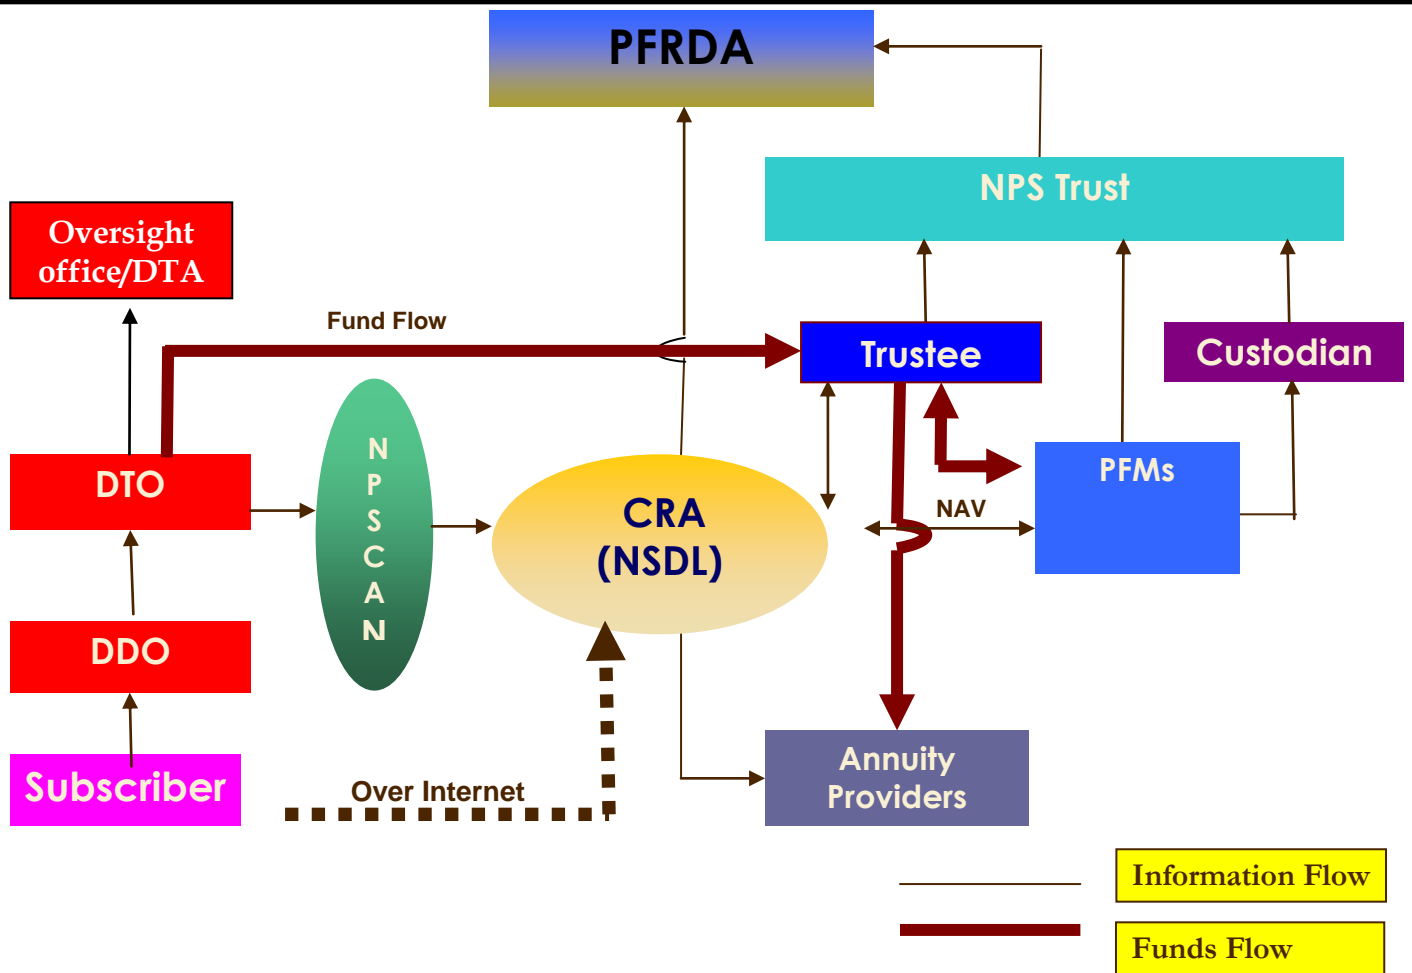 PFRDA
NPS Trust
Oversight
office/DTA
Fund Flow
Trustee
Custodian
N
P
S
C
A
N
DTO
PFMs
CRA
(NSDL)
NAV
DDO
Subscriber
Over Internet
Annuity
Providers
Information Flow
Funds Flow